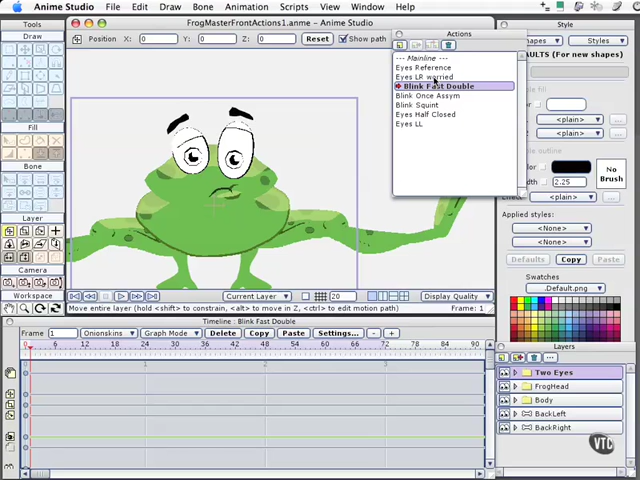 Anime Studio File Edit Draw Bone Animation Scripts Window Help
FrogMasterFrontActions1.anme - Anime Studio
Tools
Draw
Fill
Bone
Layer
Camera
Workspace
Position X: 0 Y: 0 Z: 0 Reset Show path
Actions
--- Mainline ---
Eyes Reference
Eyes LR worried
Blink Fast Double
Blink Once Assym
Blink Squint
Eyes Half Closed
Eyes LL
Style
<plain>
<plain>
2.25
No Brush
<plain>
Applied styles:
<None>
<None>
Defaults Copy Paste
Swatches
.Default.png
Current Layer 20 Display Quality
Move entire layer (hold <shift> to constrain, <alt> to move in Z, <ctrl> to edit motion path) Frame: 1
Timeline : Blink Fast Double
Frame 1 Onionskins Graph Mode Delete Copy Paste Settings... - +
0 6 12 18 24 30 36 42 48 54 60 66 72 78 84 90
1 2 3
Layers
Two Eyes
FrogHead
Body
BackLeft
BackRight
VTC